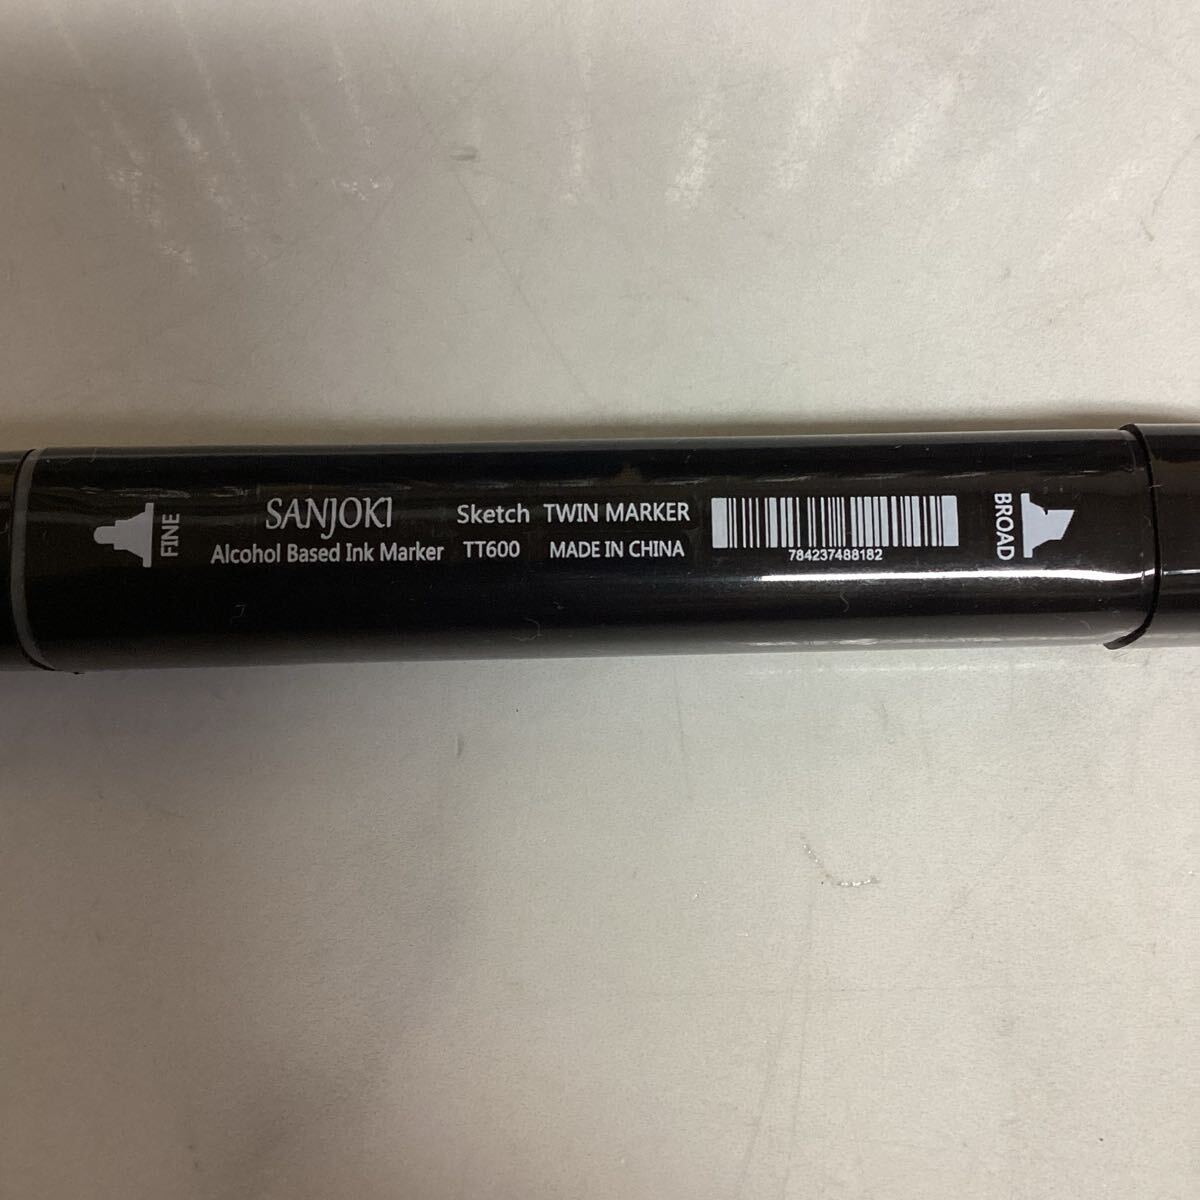 FINE
SANJOKI
Alcohol Based Ink Marker
Sketch TWIN MARKER
TT600 MADE IN CHINA
784237488182
BROAD